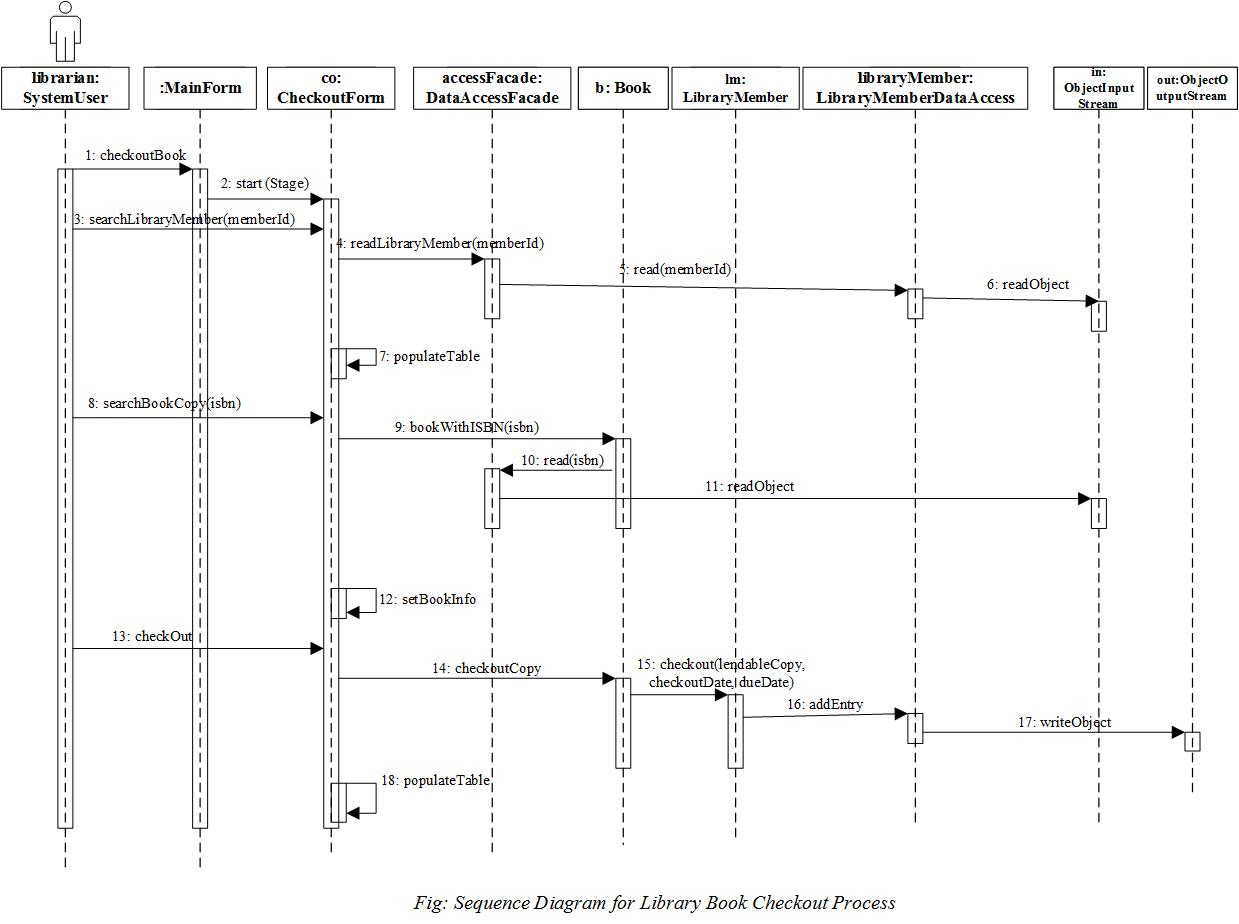 librarian:
SystemUser
:MainForm
co:
CheckoutForm
accessFacade:
DataAccessFacade
b: Book
lm:
LibraryMember
libraryMember:
LibraryMemberDataAccess
in:
ObjectInput
Stream
out:ObjectO
utputStream
1: checkoutBook
2: start (Stage)
3: searchLibraryMember(memberId)
4: readLibraryMember(memberId)
5: read(memberId)
6: readObject
7: populateTable
8: searchBookCopy(isbn)
9: bookWithISBN(isbn)
10: read(isbn)
11: readObject
12: setBookInfo
13: checkOut
14: checkoutCopy
15: checkout(lendableCopy,
checkoutDate, dueDate)
16: addEntry
17: writeObject
18: populateTable
Fig: Sequence Diagram for Library Book Checkout Process